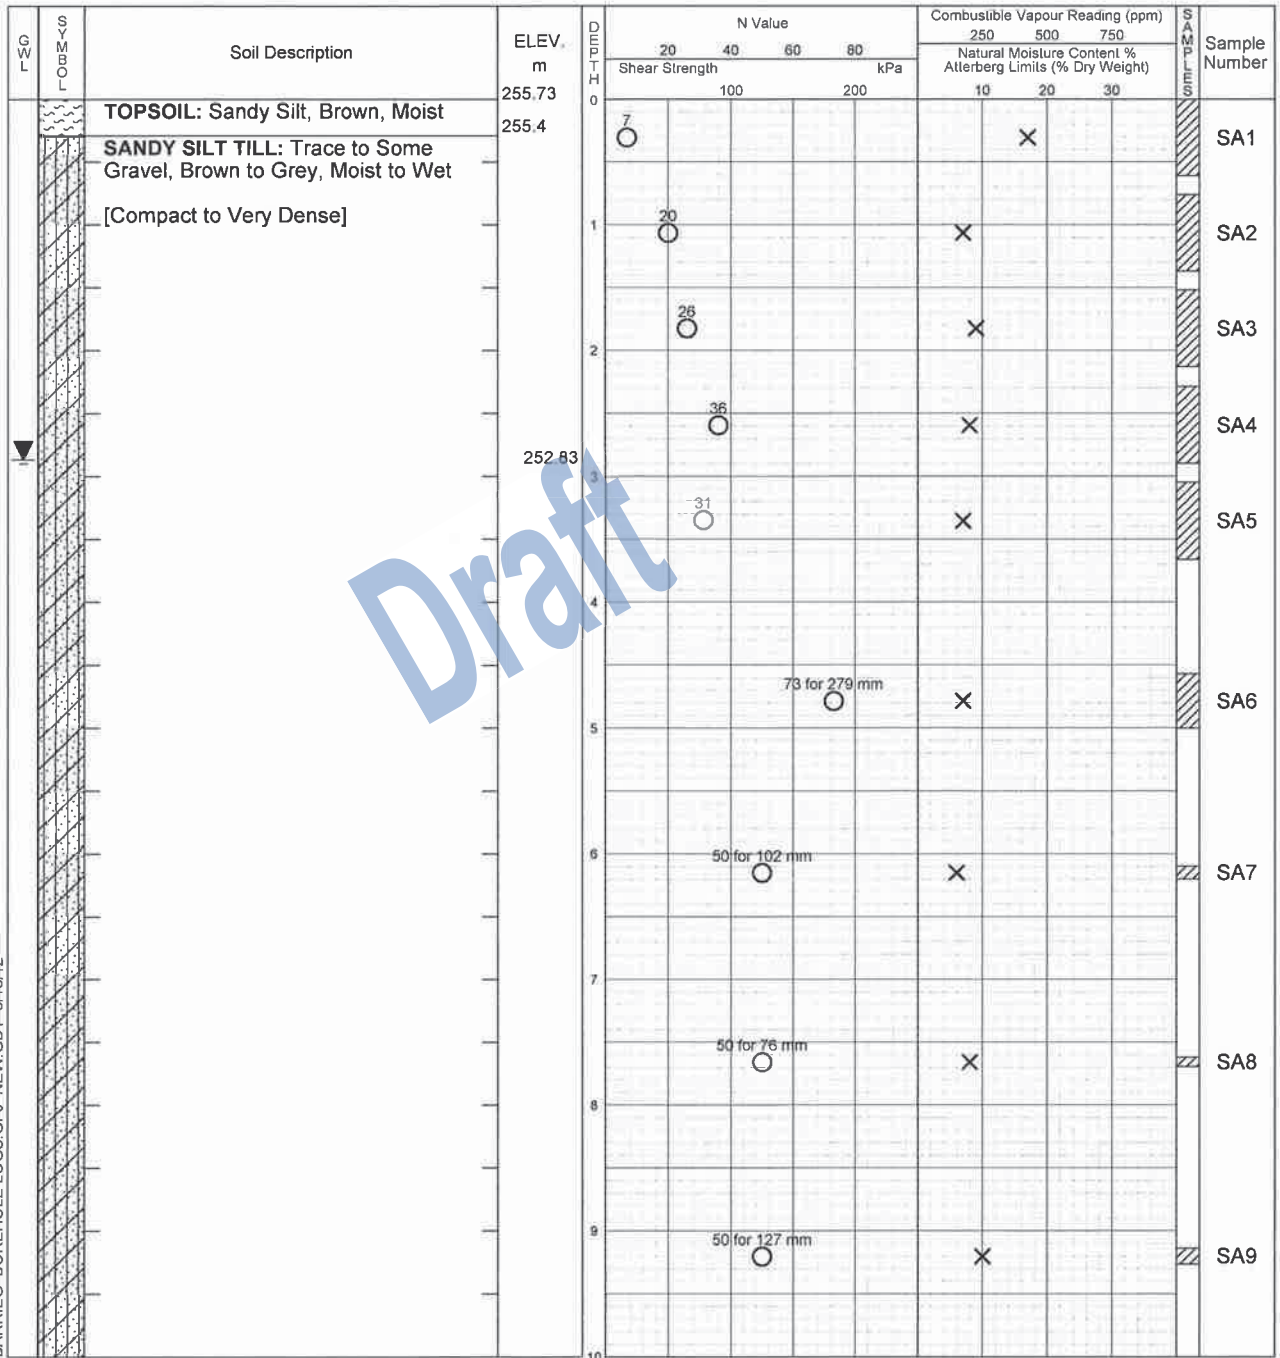 GWL
SYMBOL
Soil Description
ELEV.
m
DEPTH
N Value
20 40 60 80
Shear Strength kPa
100 200
Combustible Vapour Reading (ppm)
250 500 750
Natural Moisture Content %
Atterberg Limits (% Dry Weight)
10 20 30
SAMPLES
Sample
Number
255.73
0
TOPSOIL: Sandy Silt, Brown, Moist
255.4
7
SA1
SANDY SILT TILL: Trace to Some
Gravel, Brown to Grey, Moist to Wet
[Compact to Very Dense]
1
20
SA2
26
SA3
2
36
SA4
252.83
3
31
SA5
Draft
4
73 for 279 mm
SA6
5
6
50 for 102 mm
SA7
7
50 for 76 mm
SA8
8
9
50 for 127 mm
SA9
10